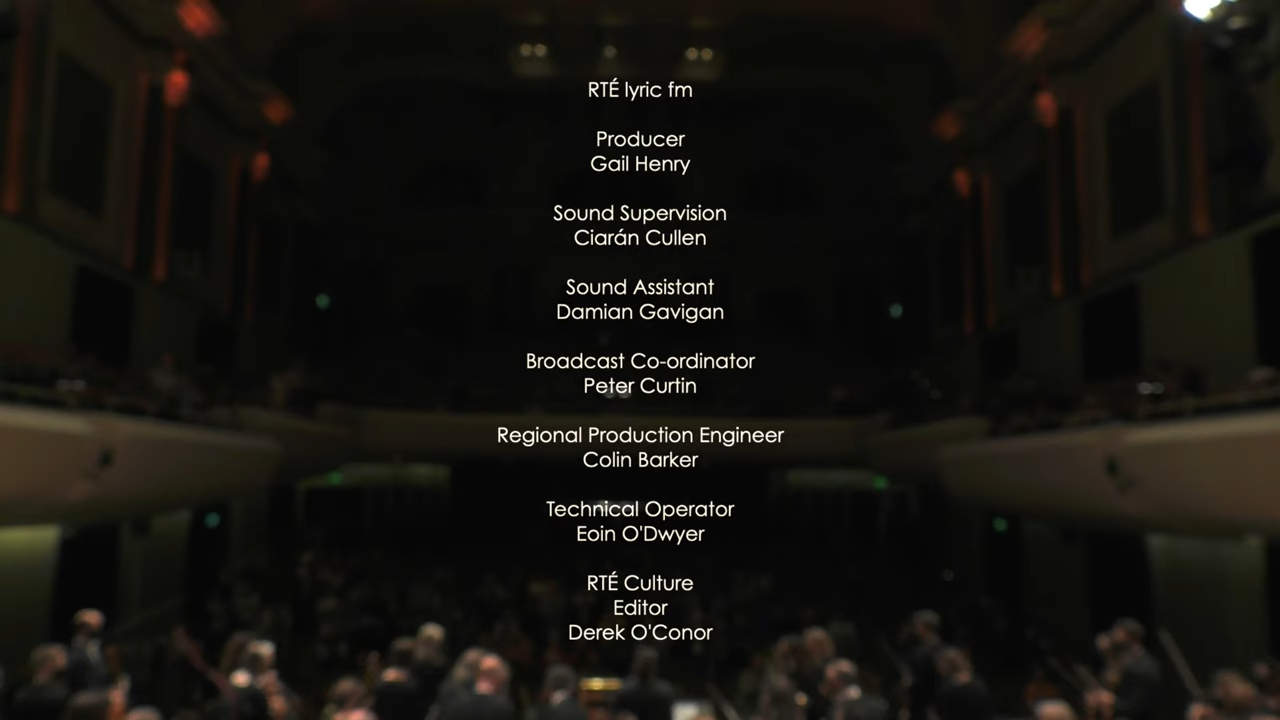 RTÉ lyric fm
Producer
Gail Henry
Sound Supervision
Ciarán Cullen
Sound Assistant
Damian Gavigan
Broadcast Co-ordinator
Peter Curtin
Regional Production Engineer
Colin Barker
Technical Operator
Eoin O'Dwyer
RTÉ Culture
Editor
Derek O'Conor